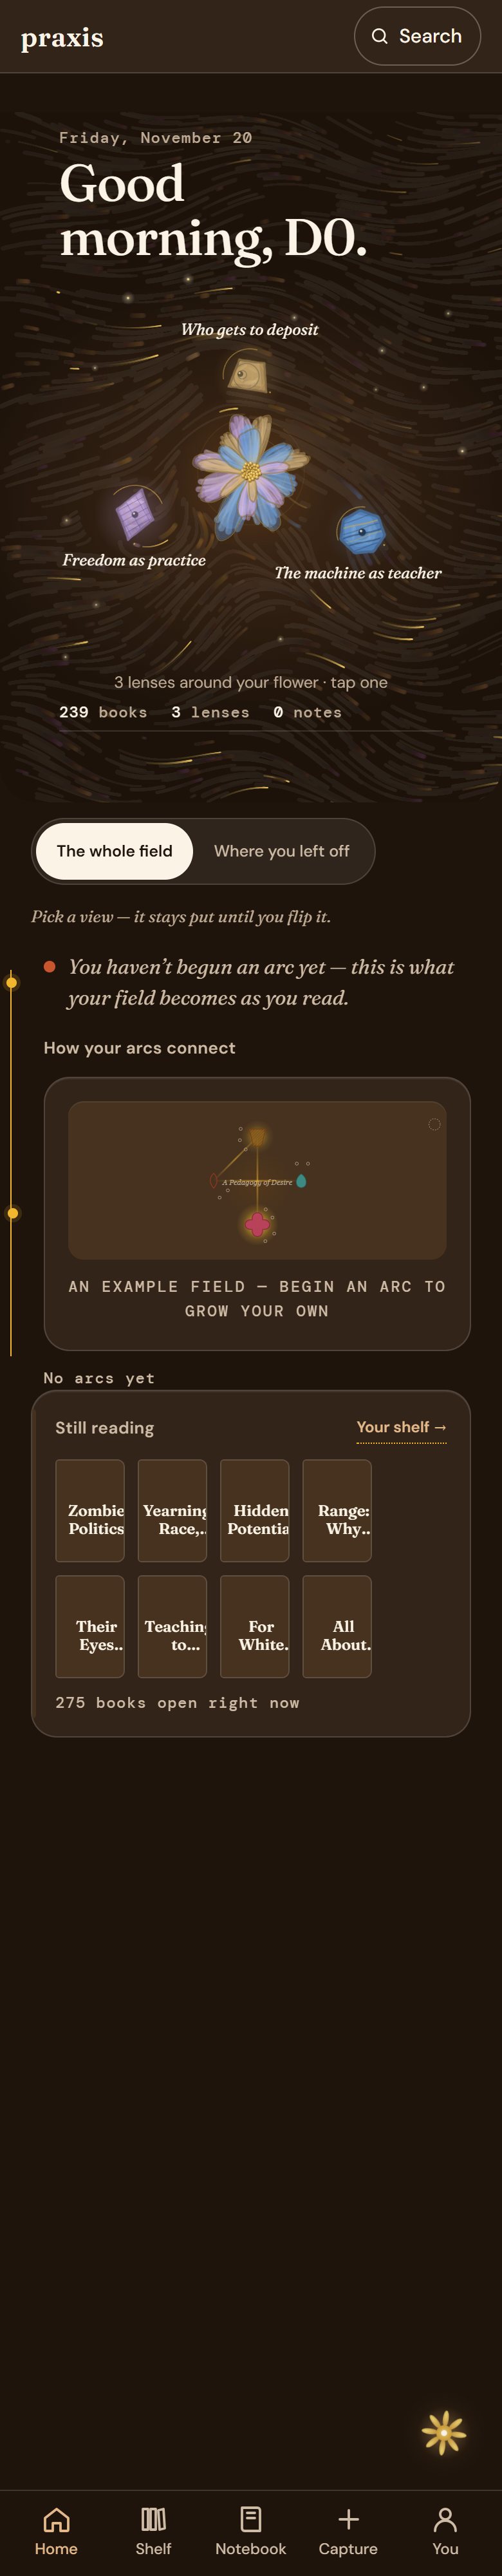 praxis
Search
Friday, November 20
Good
morning, D0.
Who gets to deposit
Freedom as practice
The machine as teacher
3 lenses around your flower · tap one
239 books 3 lenses 0 notes
The whole field
Where you left off
Pick a view — it stays put until you flip it.
You haven’t begun an arc yet — this is what
your field becomes as you read.
How your arcs connect
A Pedagogy of Desire
AN EXAMPLE FIELD — BEGIN AN ARC TO
GROW YOUR OWN
No arcs yet
Still reading
Your shelf →
Zombie
Politics
Yearning
Race,..
Hidden
Potentia
Range:
Why..
Their
Eyes..
Teaching
to...
For
White.
All
About.
275 books open right now
Home
Shelf
Notebook
Capture
You